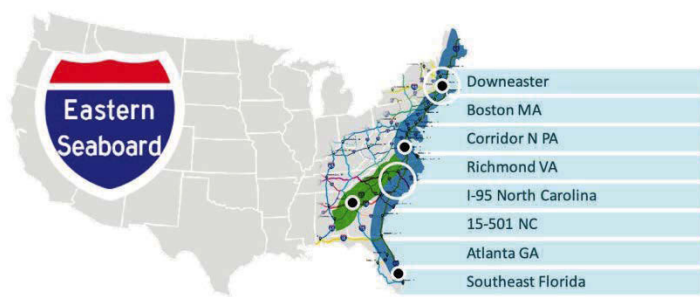 Eastern
Seaboard
Downeaster
Boston MA
Corridor N PA
Richmond VA
I-95 North Carolina
15-501 NC
Atlanta GA
Southeast Florida